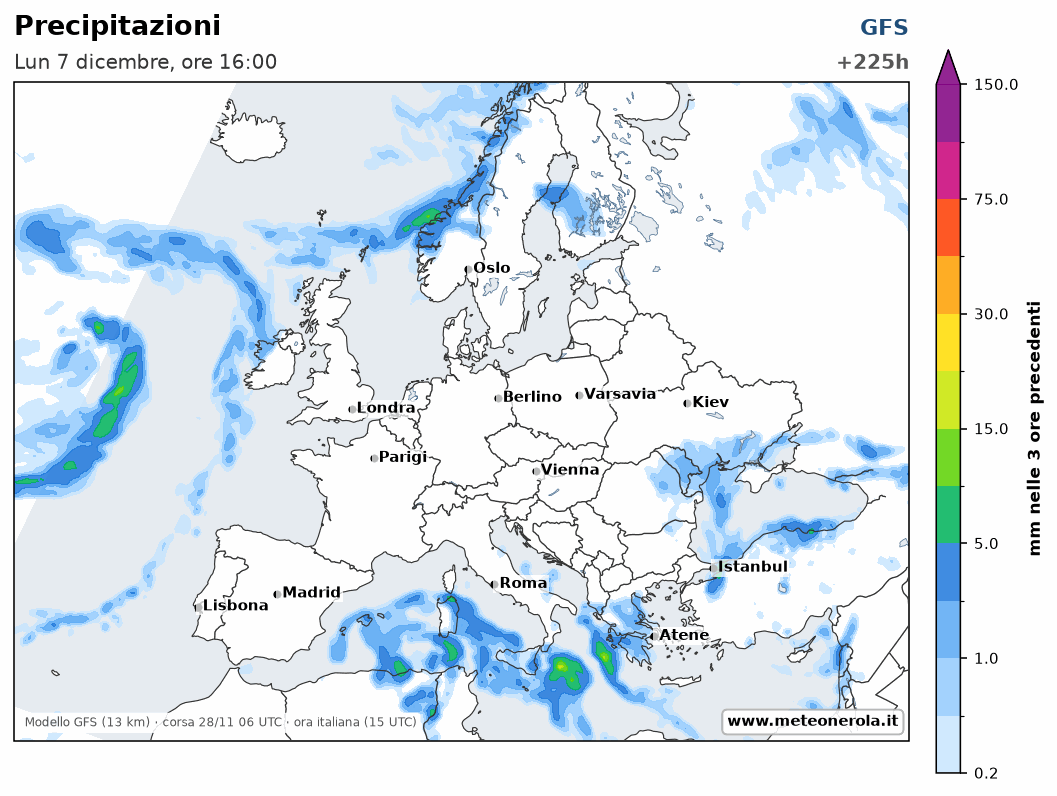 Precipitazioni
GFS
Lun 7 dicembre, ore 16:00
+225h
150.0
75.0
30.0
15.0
5.0
1.0
0.2
mm nelle 3 ore precedenti
Oslo
Berlino
Varsavia
Kiev
Londra
Parigi
Vienna
Istanbul
Roma
Madrid
Lisbona
Atene
Modello GFS (13 km) · corsa 28/11 06 UTC · ora italiana (15 UTC)
www.meteonerola.it